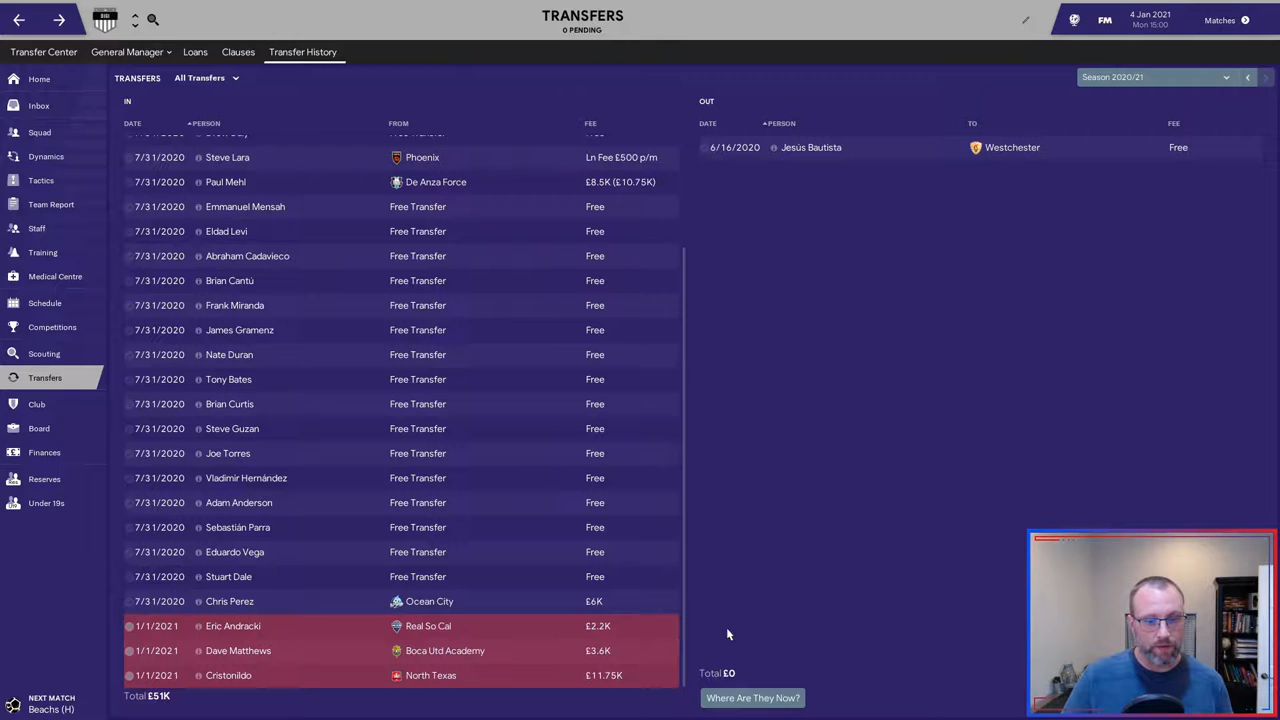 BIGI
TRANSFERS
0 PENDING
FM
4 Jan 2021
Mon 15:00
Matches
Transfer Center
General Manager
Loans
Clauses
Transfer History
Home
Inbox
Squad
Dynamics
Tactics
Team Report
Staff
Training
Medical Centre
Schedule
Competitions
Scouting
Transfers
Club
Board
Finances
Reserves
Under 19s
NEXT MATCH
Beachs (H)
TRANSFERS All Transfers
Season 2020/21
IN
DATE PERSON FROM FEE
7/31/2020 Steve Lara Phoenix Ln Fee £500 p/m
7/31/2020 Paul Mehl De Anza Force £8.5K (£10.75K)
7/31/2020 Emmanuel Mensah Free Transfer Free
7/31/2020 Eldad Levi Free Transfer Free
7/31/2020 Abraham Cadavieco Free Transfer Free
7/31/2020 Brian Cantú Free Transfer Free
7/31/2020 Frank Miranda Free Transfer Free
7/31/2020 James Gramenz Free Transfer Free
7/31/2020 Nate Duran Free Transfer Free
7/31/2020 Tony Bates Free Transfer Free
7/31/2020 Brian Curtis Free Transfer Free
7/31/2020 Steve Guzan Free Transfer Free
7/31/2020 Joe Torres Free Transfer Free
7/31/2020 Vladimir Hernández Free Transfer Free
7/31/2020 Adam Anderson Free Transfer Free
7/31/2020 Sebastián Parra Free Transfer Free
7/31/2020 Eduardo Vega Free Transfer Free
7/31/2020 Stuart Dale Free Transfer Free
7/31/2020 Chris Perez Ocean City £6K
1/1/2021 Eric Andracki Real So Cal £2.2K
1/1/2021 Dave Matthews Boca Utd Academy £3.6K
1/1/2021 Cristonildo North Texas £11.75K
Total £51K
OUT
DATE PERSON TO FEE
6/16/2020 Jesús Bautista Westchester Free
Total £0
Where Are They Now?